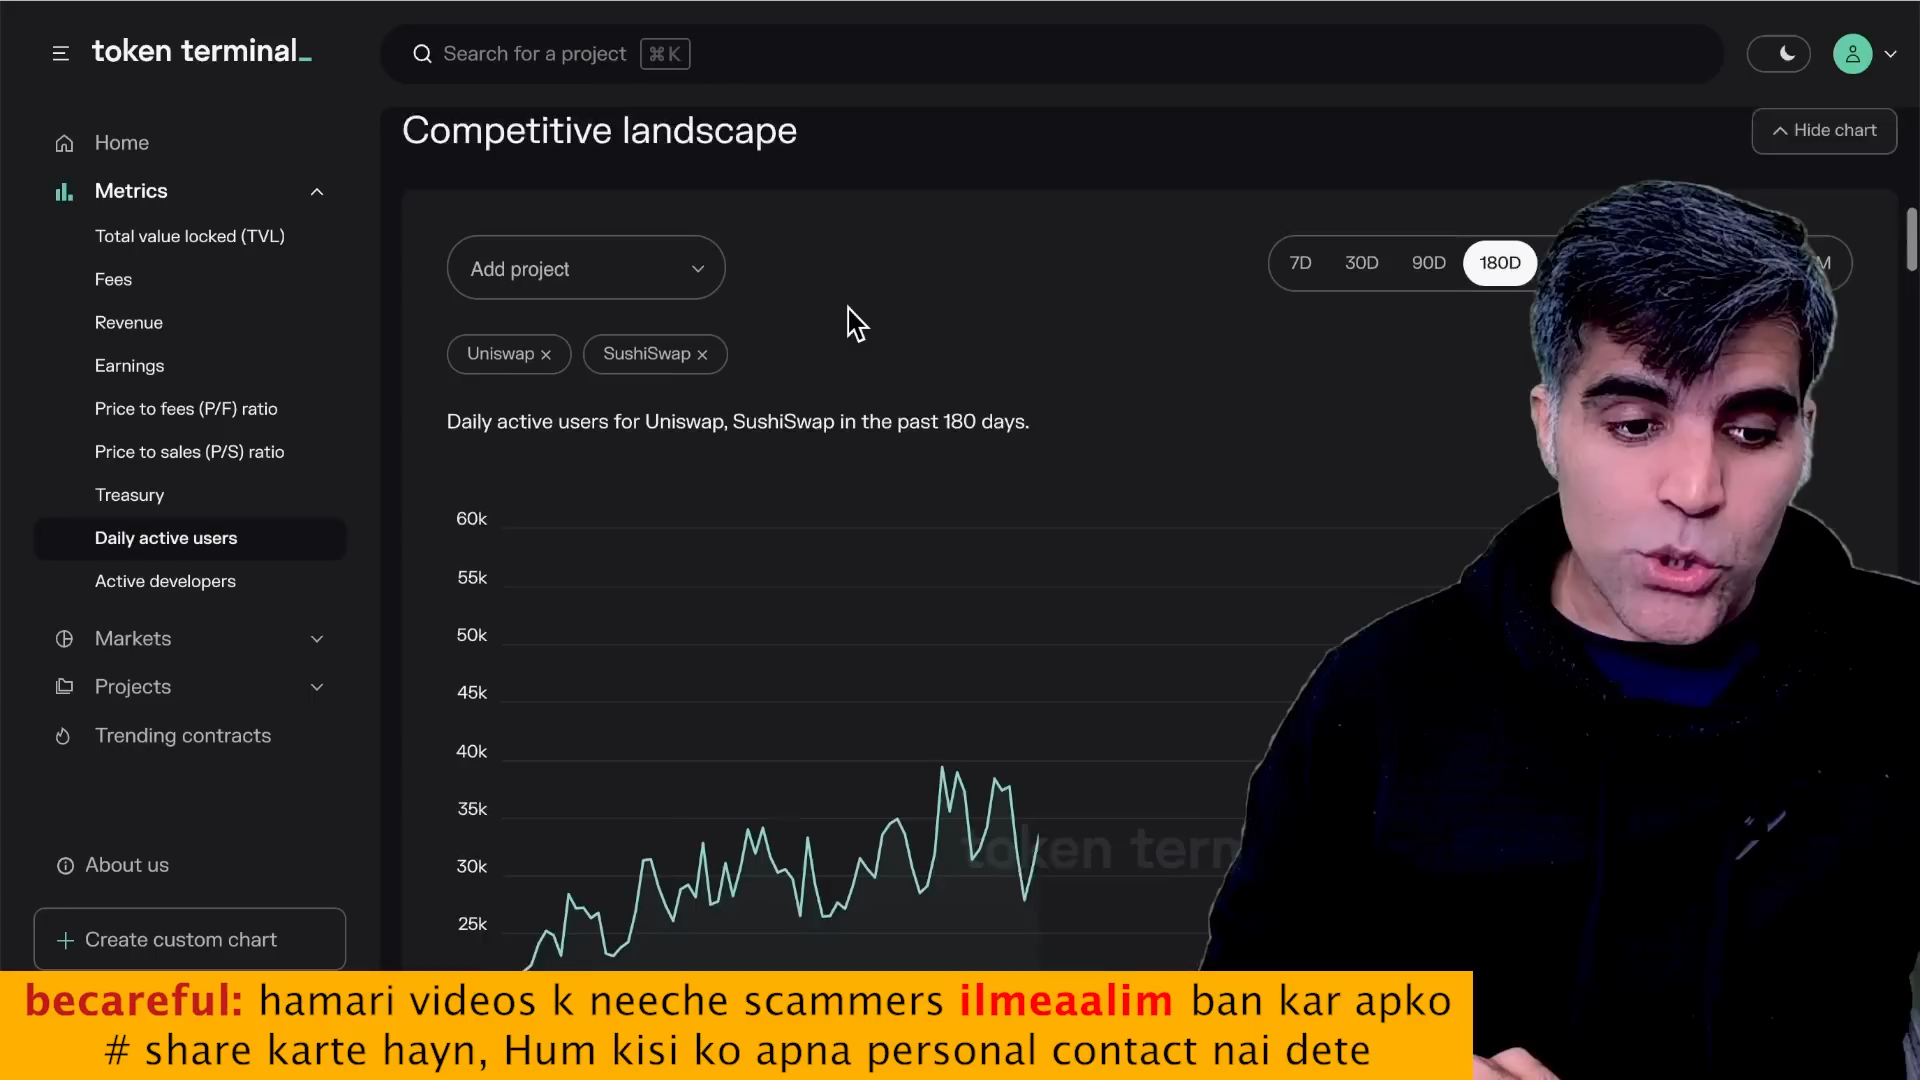 token terminal_
Search for a project ⌘ K
Home
Metrics
Total value locked (TVL)
Fees
Revenue
Earnings
Price to fees (P/F) ratio
Price to sales (P/S) ratio
Treasury
Daily active users
Active developers
Markets
Projects
Trending contracts
About us
+ Create custom chart
Competitive landscape
Hide chart
Add project
7D 30D 90D 180D
Uniswap × SushiSwap ×
Daily active users for Uniswap, SushiSwap in the past 180 days.
60k
55k
50k
45k
40k
35k
30k
25k
token term
becareful: hamari videos k neeche scammers ilmeaalim ban kar apko
# share karte hayn, Hum kisi ko apna personal contact nai dete